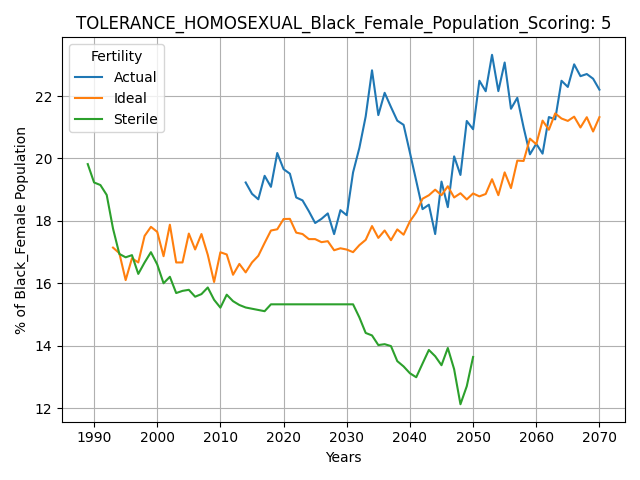 TOLERANCE_HOMOSEXUAL_Black_Female_Population_Scoring: 5
Fertility
Actual
Ideal
Sterile
% of Black_Female Population
22
20
18
16
14
12
1990 2000 2010 2020 2030 2040 2050 2060 2070
Years